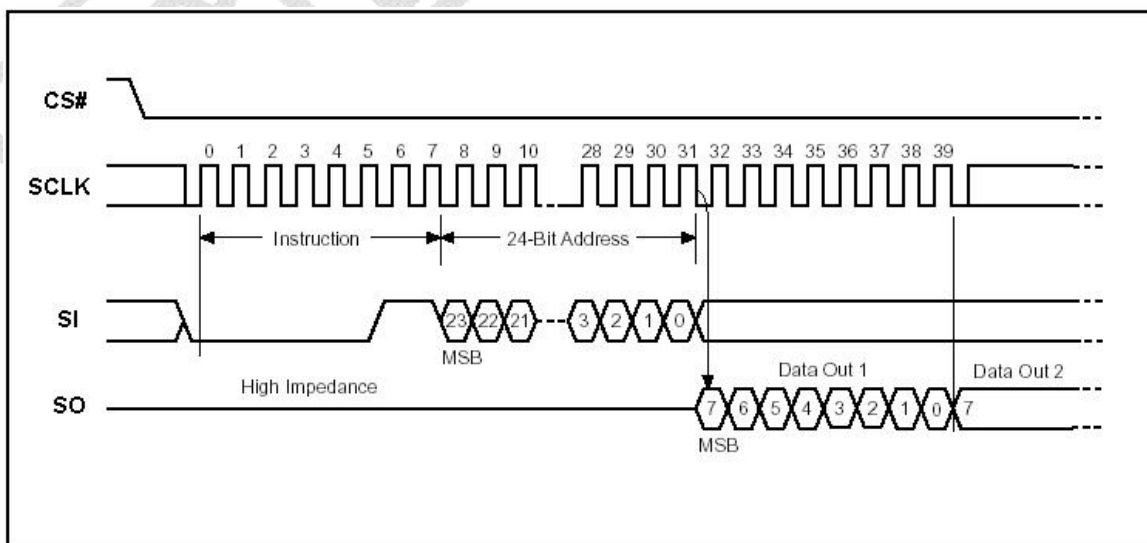 CS#
0 1 2 3 4 5 6 7 8 9 10 28 29 30 31 32 33 34 35 36 37 38 39
SCLK
Instruction 24-Bit Address
SI 23 22 21 3 2 1 0
MSB Data Out 1 Data Out 2
High Impedance
SO 7 6 5 4 3 2 1 0 7
MSB